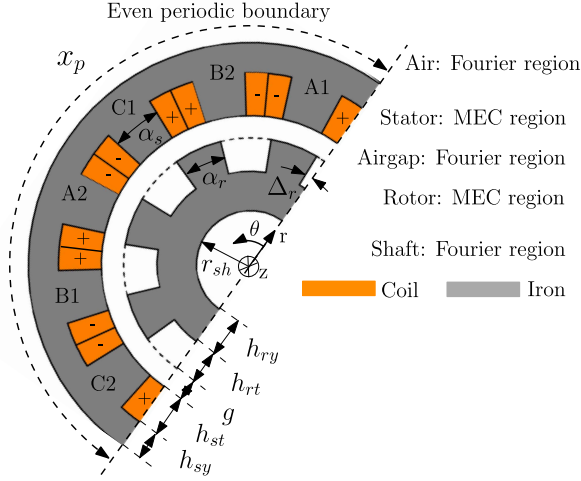 Even periodic boundary
x_p
B2
A1
Air: Fourier region
C1
- -
+ +
+
α_s
Stator: MEC region
-
-
Airgap: Fourier region
A2
α_r
Δ_r
Rotor: MEC region
+
+
θ
r
Shaft: Fourier region
r_sh
z
B1
Coil
Iron
-
-
h_ry
C2
h_rt
+
g
h_st
h_sy